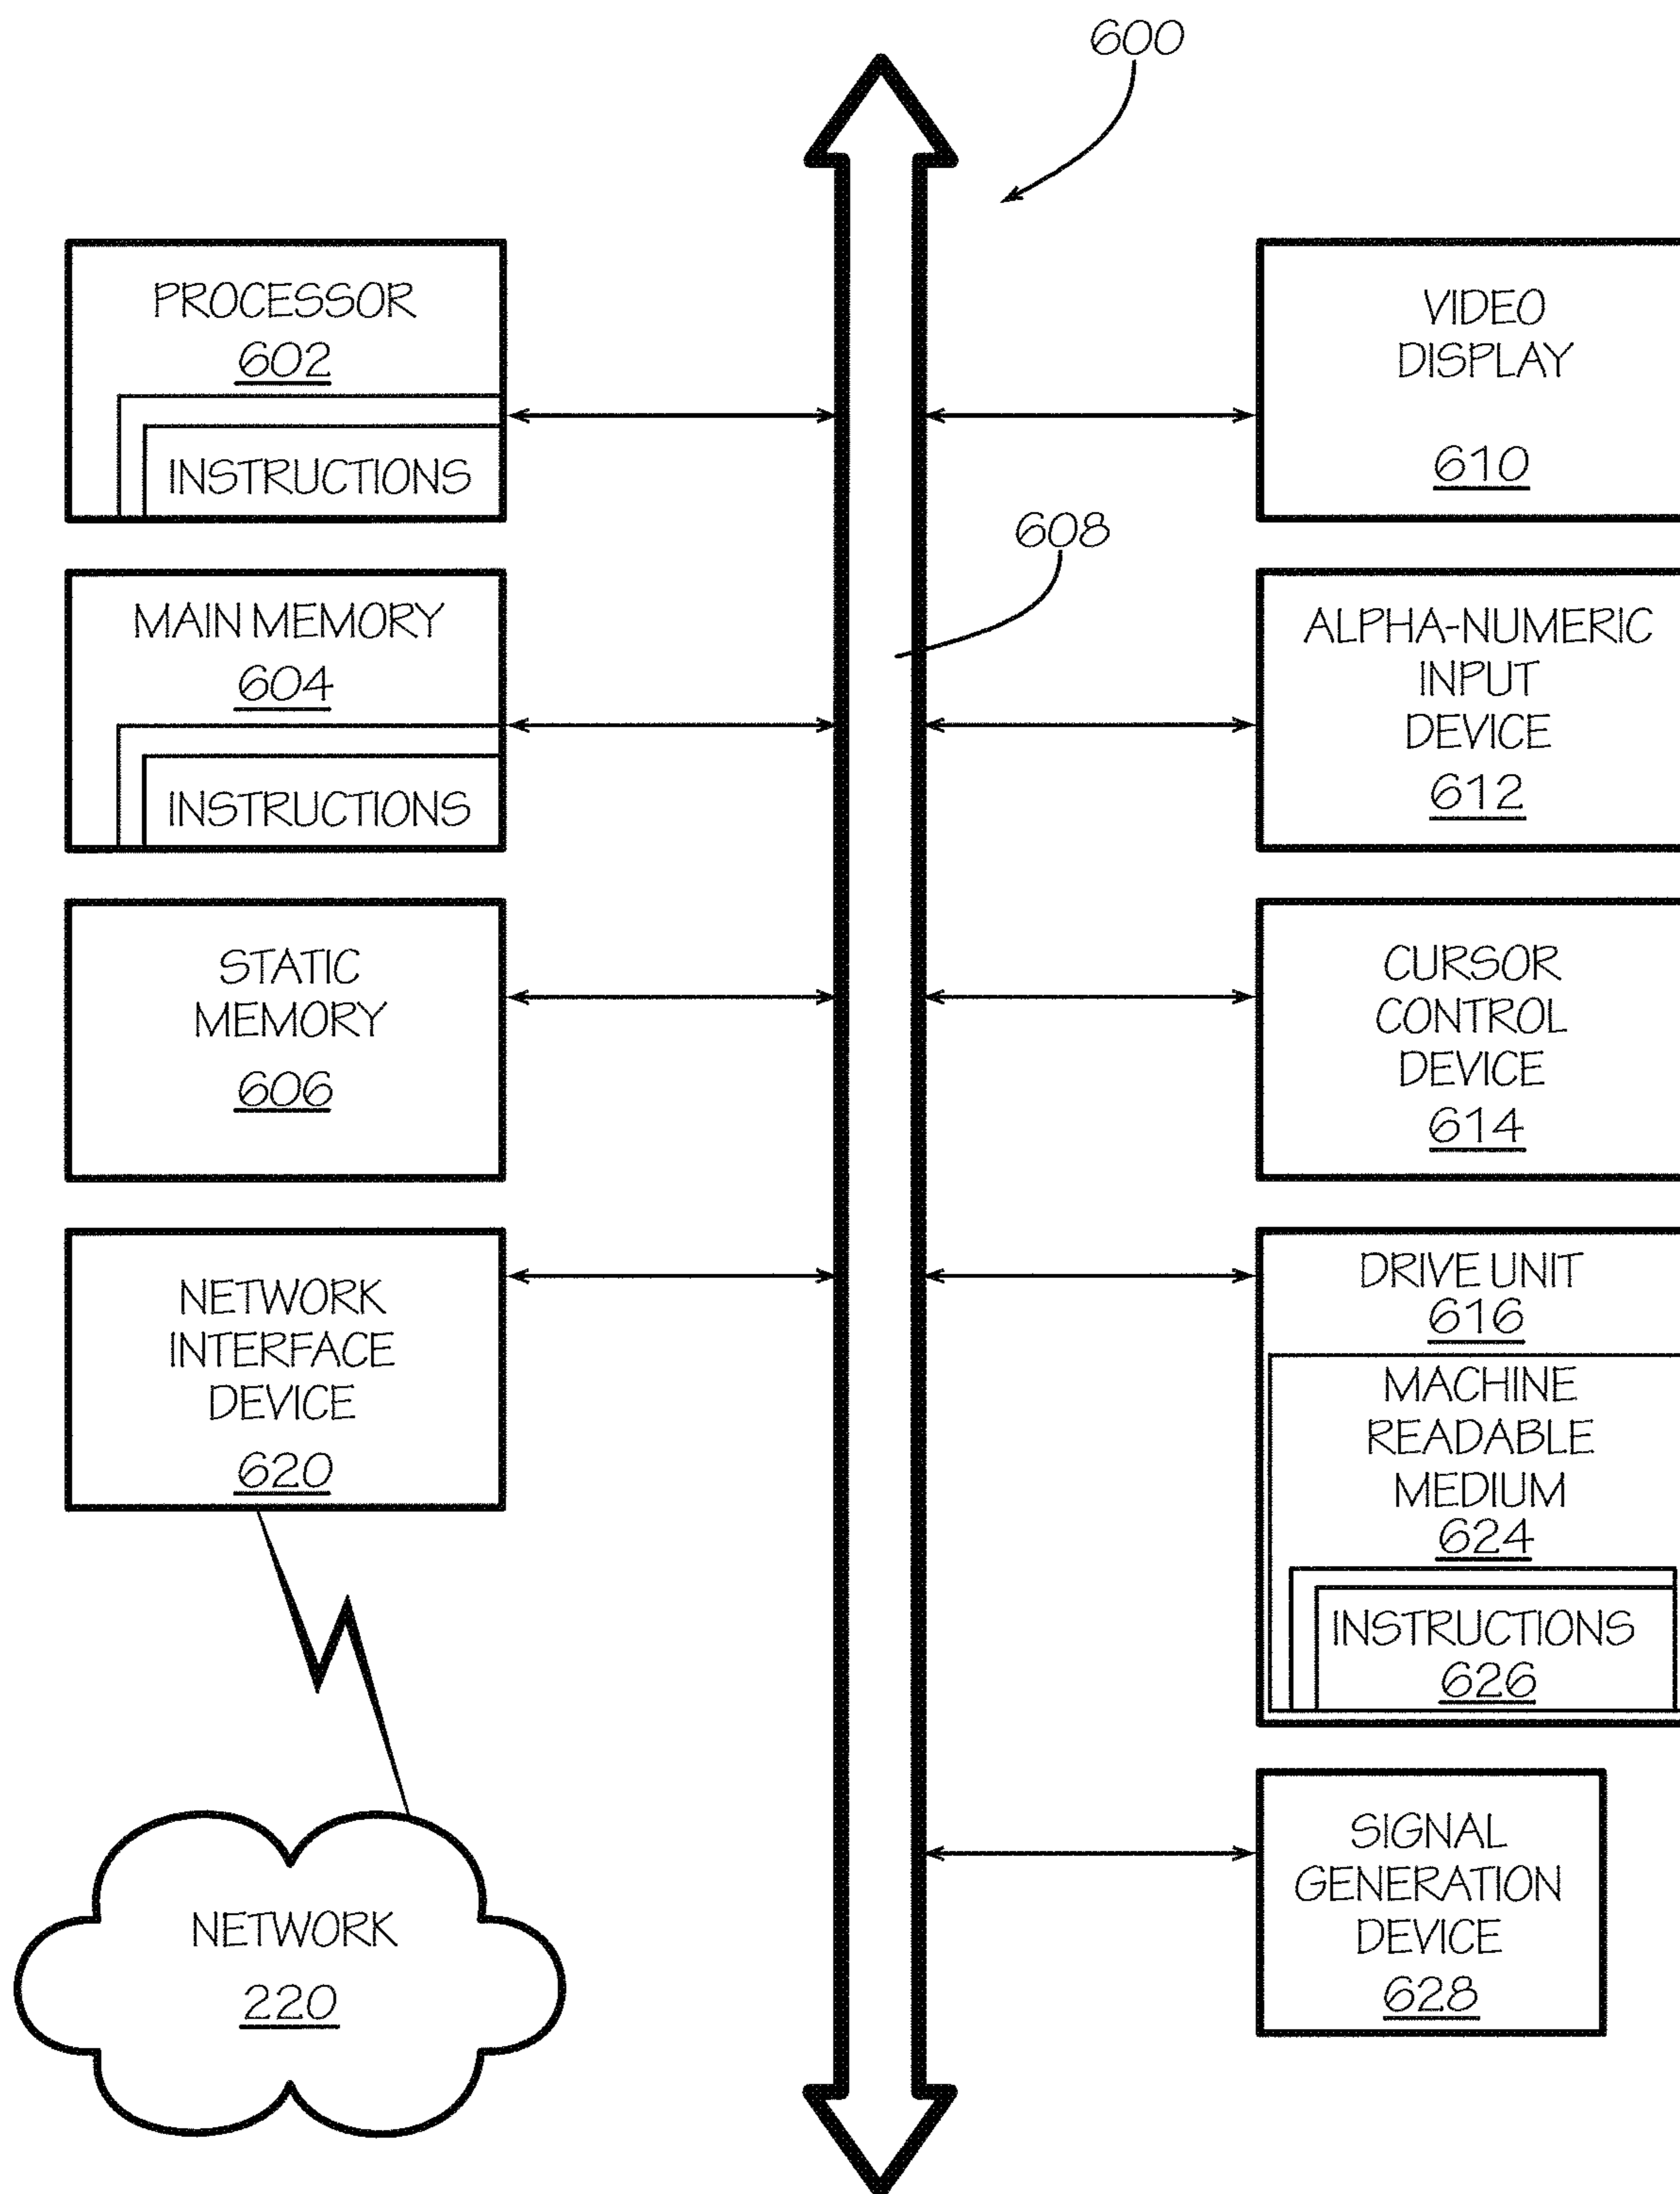 600
PROCESSOR
602
INSTRUCTIONS
MAIN MEMORY
604
INSTRUCTIONS
STATIC
MEMORY
606
NETWORK
INTERFACE
DEVICE
620
NETWORK
220
608
VIDEO
DISPLAY
610
ALPHA-NUMERIC
INPUT
DEVICE
612
CURSOR
CONTROL
DEVICE
614
DRIVE UNIT
616
MACHINE
READABLE
MEDIUM
624
INSTRUCTIONS
626
SIGNAL
GENERATION
DEVICE
628